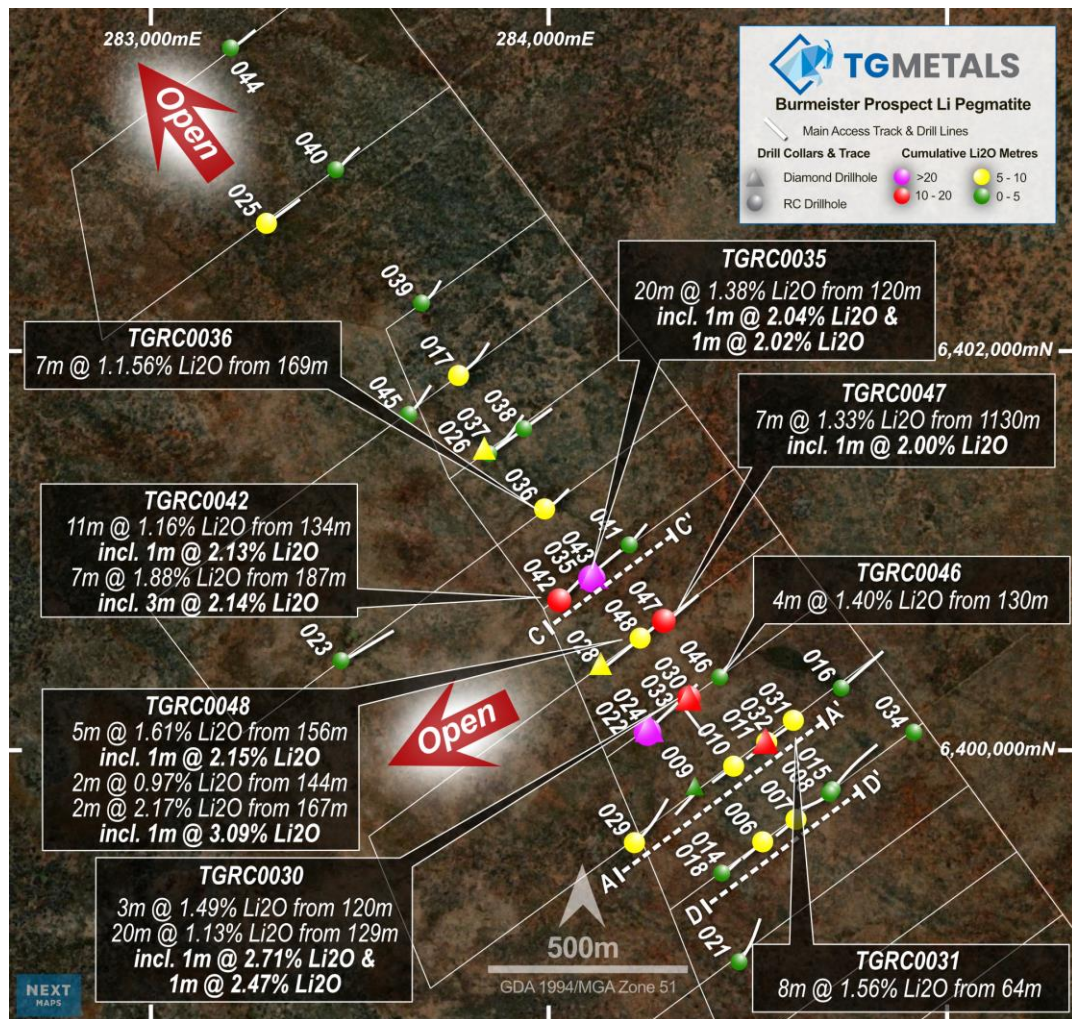 283,000mE
284,000mE
TGMETALS
Burmeister Prospect Li Pegmatite
Main Access Track & Drill Lines
Drill Collars & Trace
Cumulative Li2O Metres
Diamond Drillhole
RC Drillhole
>20
10 - 20
5 - 10
0 - 5
044
Open
040
025
039
TGRC0035
20m @ 1.38% Li2O from 120m
incl. 1m @ 2.04% Li2O &
1m @ 2.02% Li2O
TGRC0036
7m @ 1.1.56% Li2O from 169m
6,402,000mN
017
045
038
037
026
036
TGRC0047
7m @ 1.33% Li2O from 1130m
incl. 1m @ 2.00% Li2O
TGRC0042
11m @ 1.16% Li2O from 134m
incl. 1m @ 2.13% Li2O
7m @ 1.88% Li2O from 187m
incl. 3m @ 2.14% Li2O
041
C'
043
035
042
C
TGRC0046
4m @ 1.40% Li2O from 130m
047
048
028
023
046
030
033
024
022
016
031
032
011
A'
034
TGRC0048
5m @ 1.61% Li2O from 156m
incl. 1m @ 2.15% Li2O
2m @ 0.97% Li2O from 144m
2m @ 2.17% Li2O from 167m
incl. 1m @ 3.09% Li2O
Open
6,400,000mN
009
010
015
008
D'
007
006
029
A
014
018
D
021
TGRC0030
3m @ 1.49% Li2O from 120m
20m @ 1.13% Li2O from 129m
incl. 1m @ 2.71% Li2O &
1m @ 2.47% Li2O
500m
GDA 1994/MGA Zone 51
TGRC0031
8m @ 1.56% Li2O from 64m
NEXT
MAPS